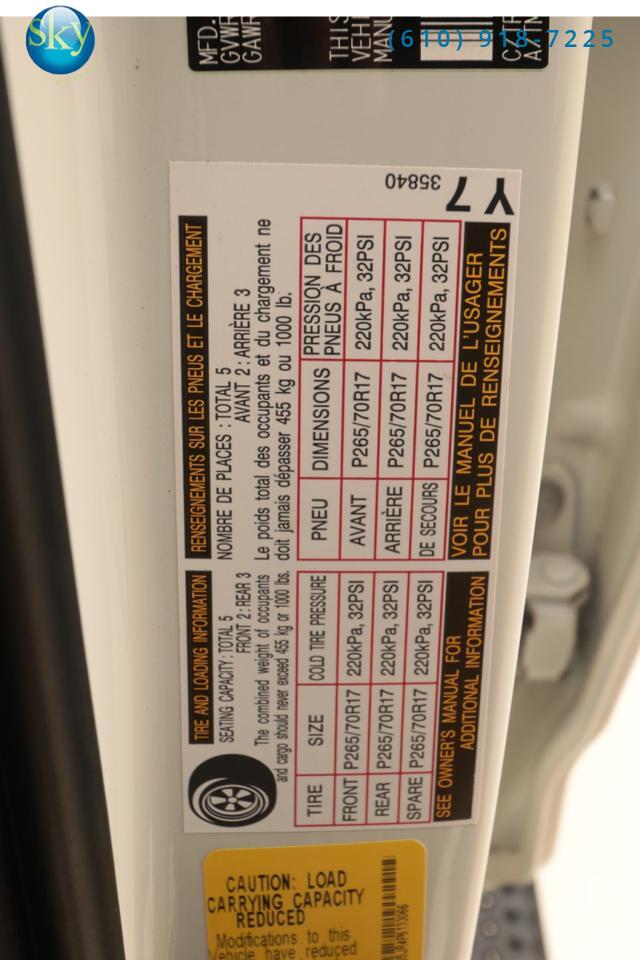 sky
(610) 918-7225
MFD.
GVWR
GAWR
THIS
VEHI
MANU
C/TR
A/TM
Y7
35840
TIRE AND LOADING INFORMATION
SEATING CAPACITY: TOTAL 5
FRONT 2: REAR 3
The combined weight of occupants
and cargo should never exceed 455 kg or 1000 lbs.
TIRE SIZE COLD TIRE PRESSURE
FRONT P265/70R17 220kPa, 32PSI
REAR P265/70R17 220kPa, 32PSI
SPARE P265/70R17 220kPa, 32PSI
SEE OWNER'S MANUAL FOR
ADDITIONAL INFORMATION
RENSEIGNEMENTS SUR LES PNEUS ET LE CHARGEMENT
NOMBRE DE PLACES : TOTAL 5
AVANT 2 : ARRIÈRE 3
Le poids total des occupants et du chargement ne
doit jamais dépasser 455 kg ou 1000 lb.
PNEU DIMENSIONS PRESSION DES
PNEUS À FROID
AVANT P265/70R17 220kPa, 32PSI
ARRIÈRE P265/70R17 220kPa, 32PSI
DE SECOURS P265/70R17 220kPa, 32PSI
VOIR LE MANUEL DE L'USAGER
POUR PLUS DE RENSEIGNEMENTS
CAUTION: LOAD
CARRYING CAPACITY
REDUCED
Modifications to this
vehicle have reduced